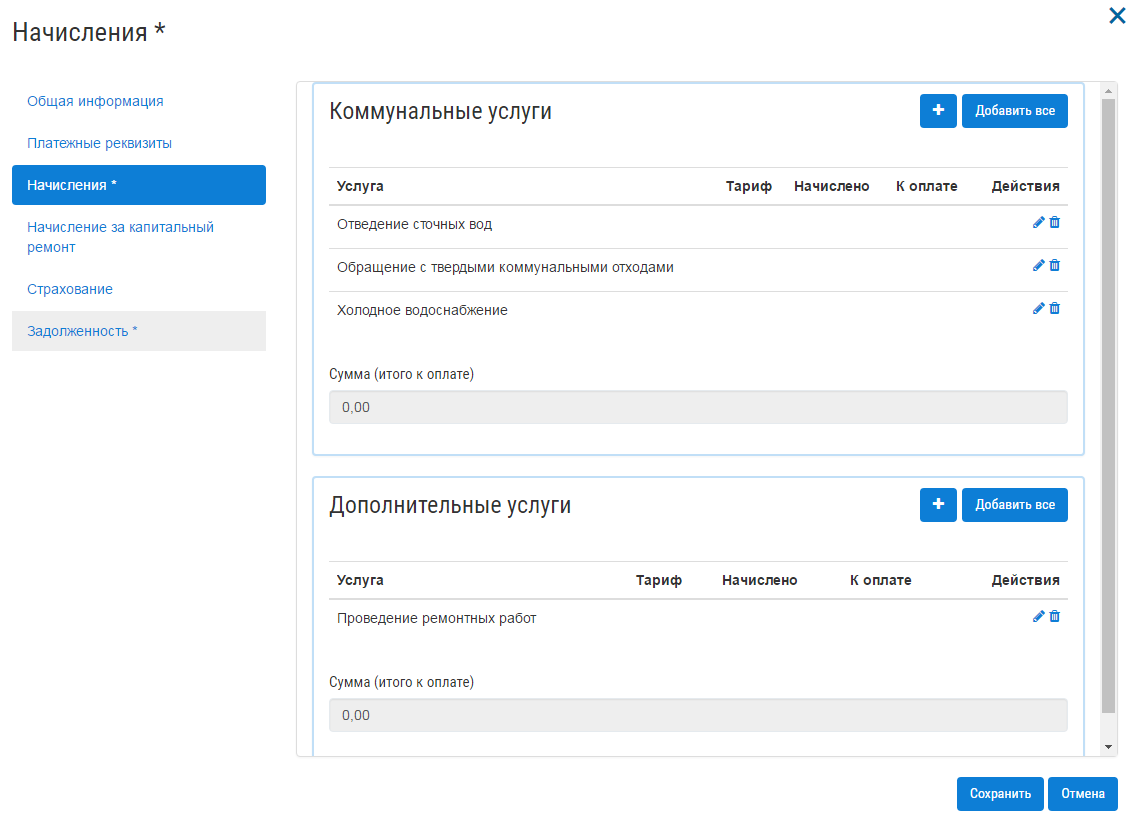 Начисления *
Общая информация
Платежные реквизиты
Начисления *
Начисление за капитальный
ремонт
Страхование
Задолженность *
Коммунальные услуги
+ Добавить все
Услуга Тариф Начислено К оплате Действия
Отведение сточных вод
Обращение с твердыми коммунальными отходами
Холодное водоснабжение
Сумма (итого к оплате)
0,00
Дополнительные услуги
+ Добавить все
Услуга Тариф Начислено К оплате Действия
Проведение ремонтных работ
Сумма (итого к оплате)
0,00
Сохранить Отмена